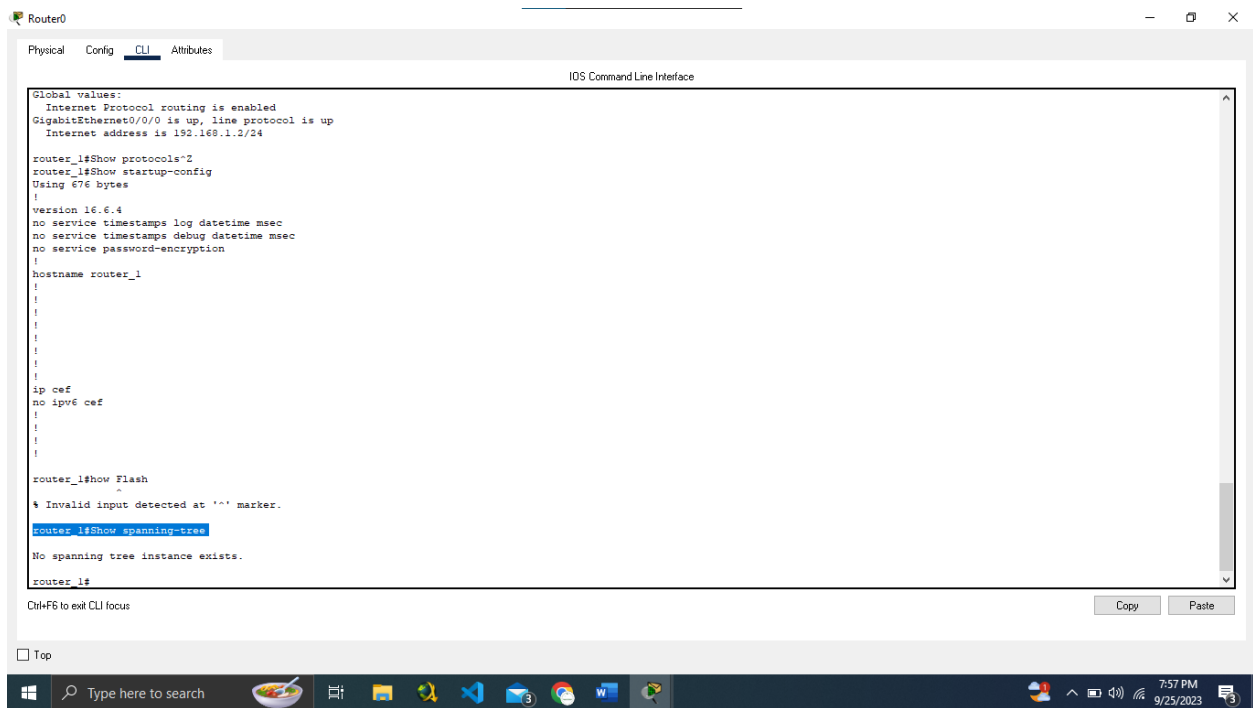 Router0
Physical Config CLI Attributes
IOS Command Line Interface
Global values:
Internet Protocol routing is enabled
GigabitEthernet0/0/0 is up, line protocol is up
Internet address is 192.168.1.2/24
router_1#Show protocols^Z
router_1#Show startup-config
Using 676 bytes
!
version 16.6.4
no service timestamps log datetime msec
no service timestamps debug datetime msec
no service password-encryption
!
hostname router_1
!
!
!
!
!
!
!
!
ip cef
no ipv6 cef
!
!
!
!
router_1#how Flash
^
% Invalid input detected at '^' marker.
router_1#Show spanning-tree
No spanning tree instance exists.
router_1#
Ctrl+F6 to exit CLI focus
Copy Paste
Top
Type here to search
3
W
1
7:57 PM
9/25/2023
3